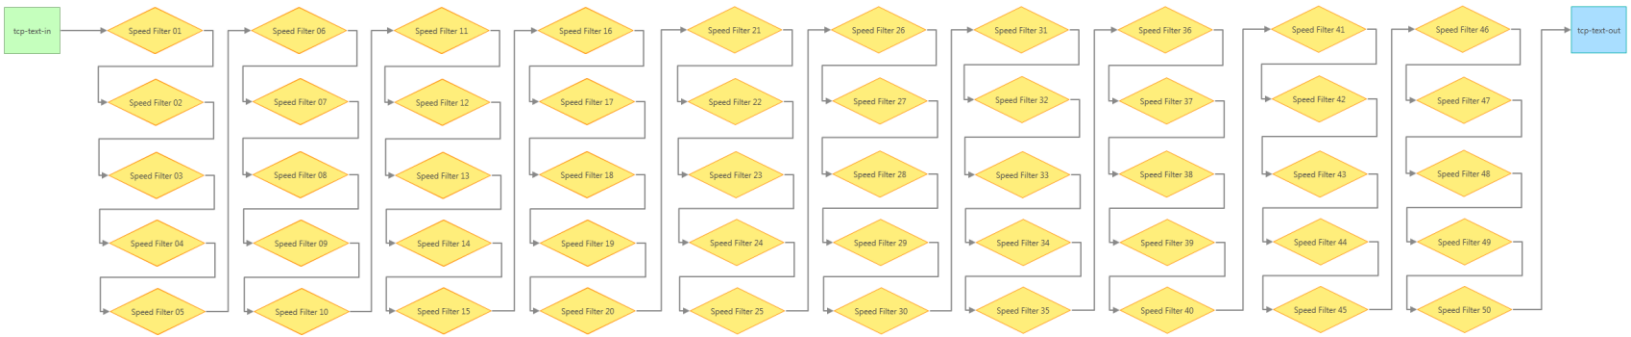 tcp-text-in
Speed Filter 01
Speed Filter 02
Speed Filter 03
Speed Filter 04
Speed Filter 05
Speed Filter 06
Speed Filter 07
Speed Filter 08
Speed Filter 09
Speed Filter 10
Speed Filter 11
Speed Filter 12
Speed Filter 13
Speed Filter 14
Speed Filter 15
Speed Filter 16
Speed Filter 17
Speed Filter 18
Speed Filter 19
Speed Filter 20
Speed Filter 21
Speed Filter 22
Speed Filter 23
Speed Filter 24
Speed Filter 25
Speed Filter 26
Speed Filter 27
Speed Filter 28
Speed Filter 29
Speed Filter 30
Speed Filter 31
Speed Filter 32
Speed Filter 33
Speed Filter 34
Speed Filter 35
Speed Filter 36
Speed Filter 37
Speed Filter 38
Speed Filter 39
Speed Filter 40
Speed Filter 41
Speed Filter 42
Speed Filter 43
Speed Filter 44
Speed Filter 45
Speed Filter 46
Speed Filter 47
Speed Filter 48
Speed Filter 49
Speed Filter 50
tcp-text-out